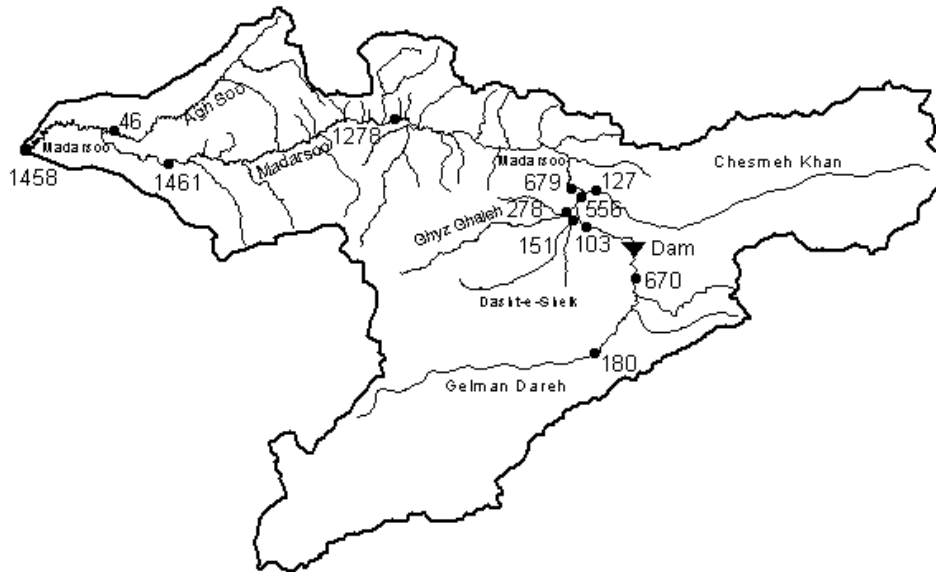 46
Agh Soo
1278
Madarsoo
1458
1461
Madarsoo
Madarsoo
Chesmeh Khan
679
127
278
556
Ghyz Ghaleh
151
103
Dam
670
Dasht-e-Sheik
180
Gelman Dareh